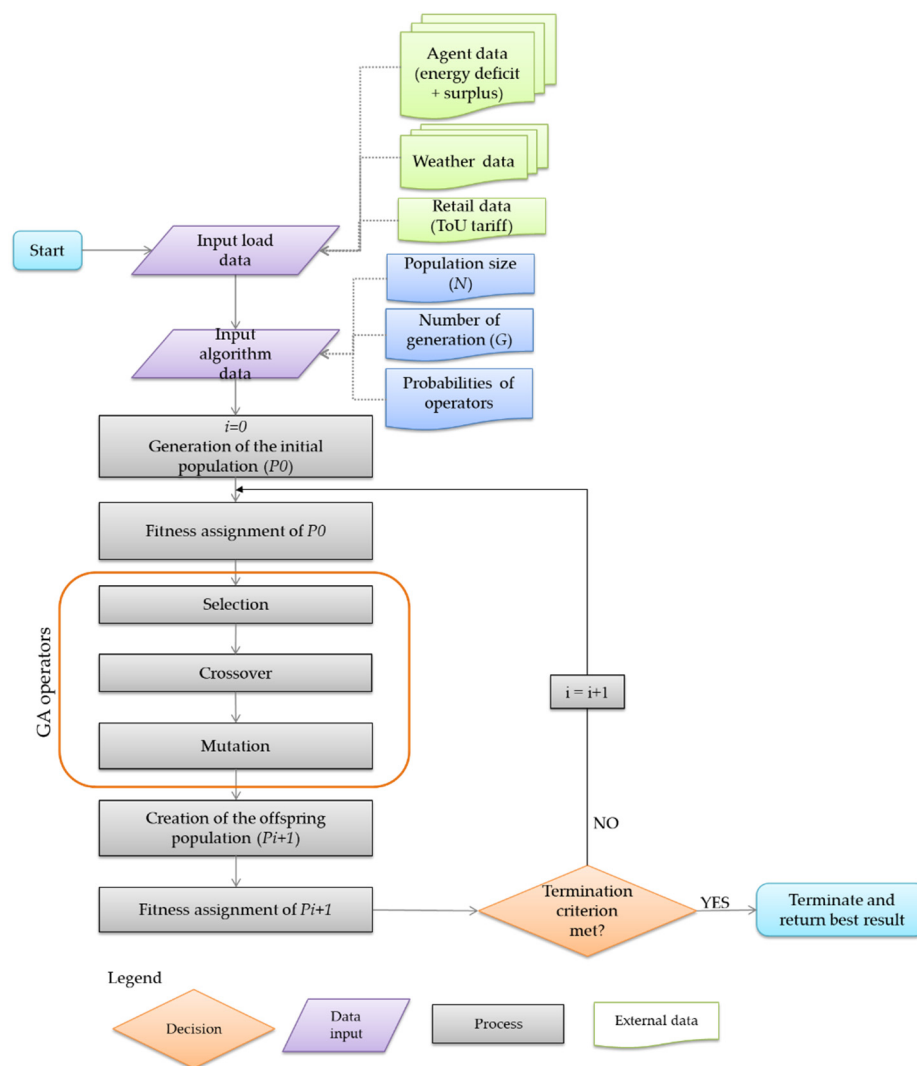 Agent data
(energy deficit
+ surplus)
Weather data
Retail data
(ToU tariff)
Start
Input load
data
Population size
(N)
Number of
generation (G)
Input
algorithm
data
Probabilities of
operators
i=0
Generation of the initial
population (P0)
Fitness assignment of P0
GA operators
Selection
Crossover
Mutation
i = i+1
NO
Creation of the offspring
population (Pi+1)
Fitness assignment of Pi+1
Termination
criterion
met?
YES
Terminate and
return best result
Legend
Decision
Data
input
Process
External data